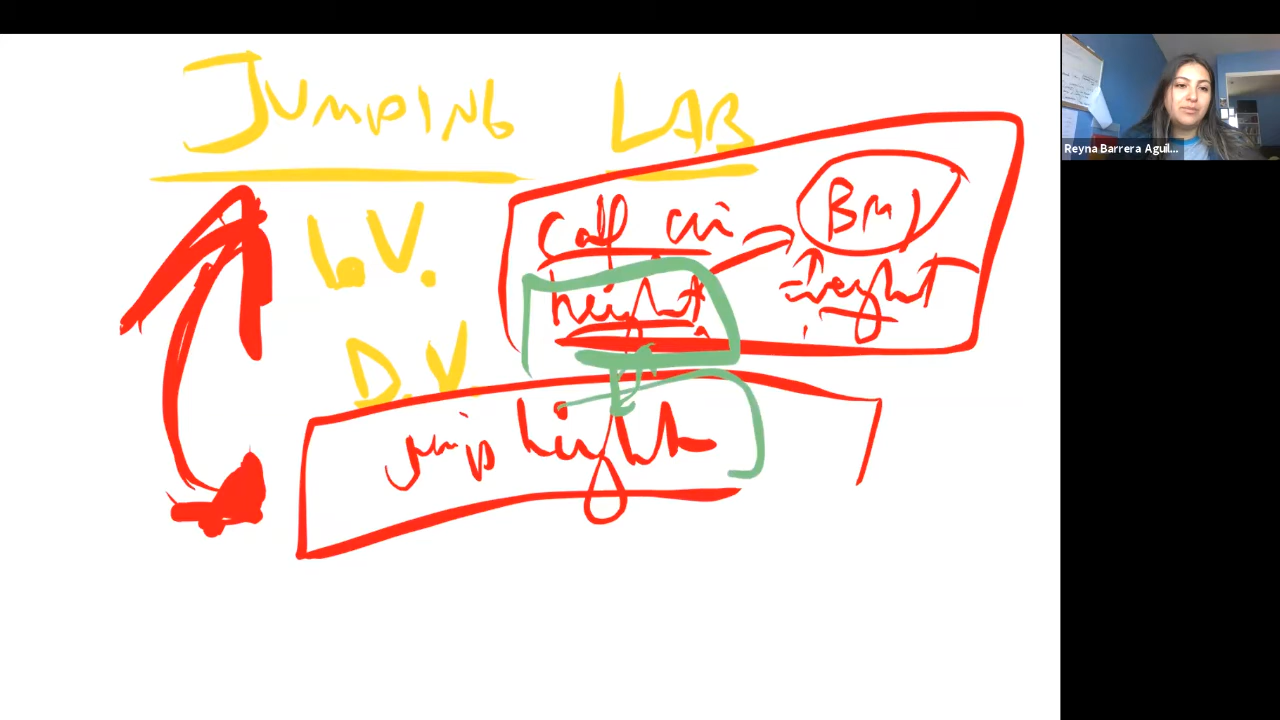 JUMPING LAB
I.V.
calf cir
BMI
height
weight
D.V.
jump height
Reyna Barrera Aguil...